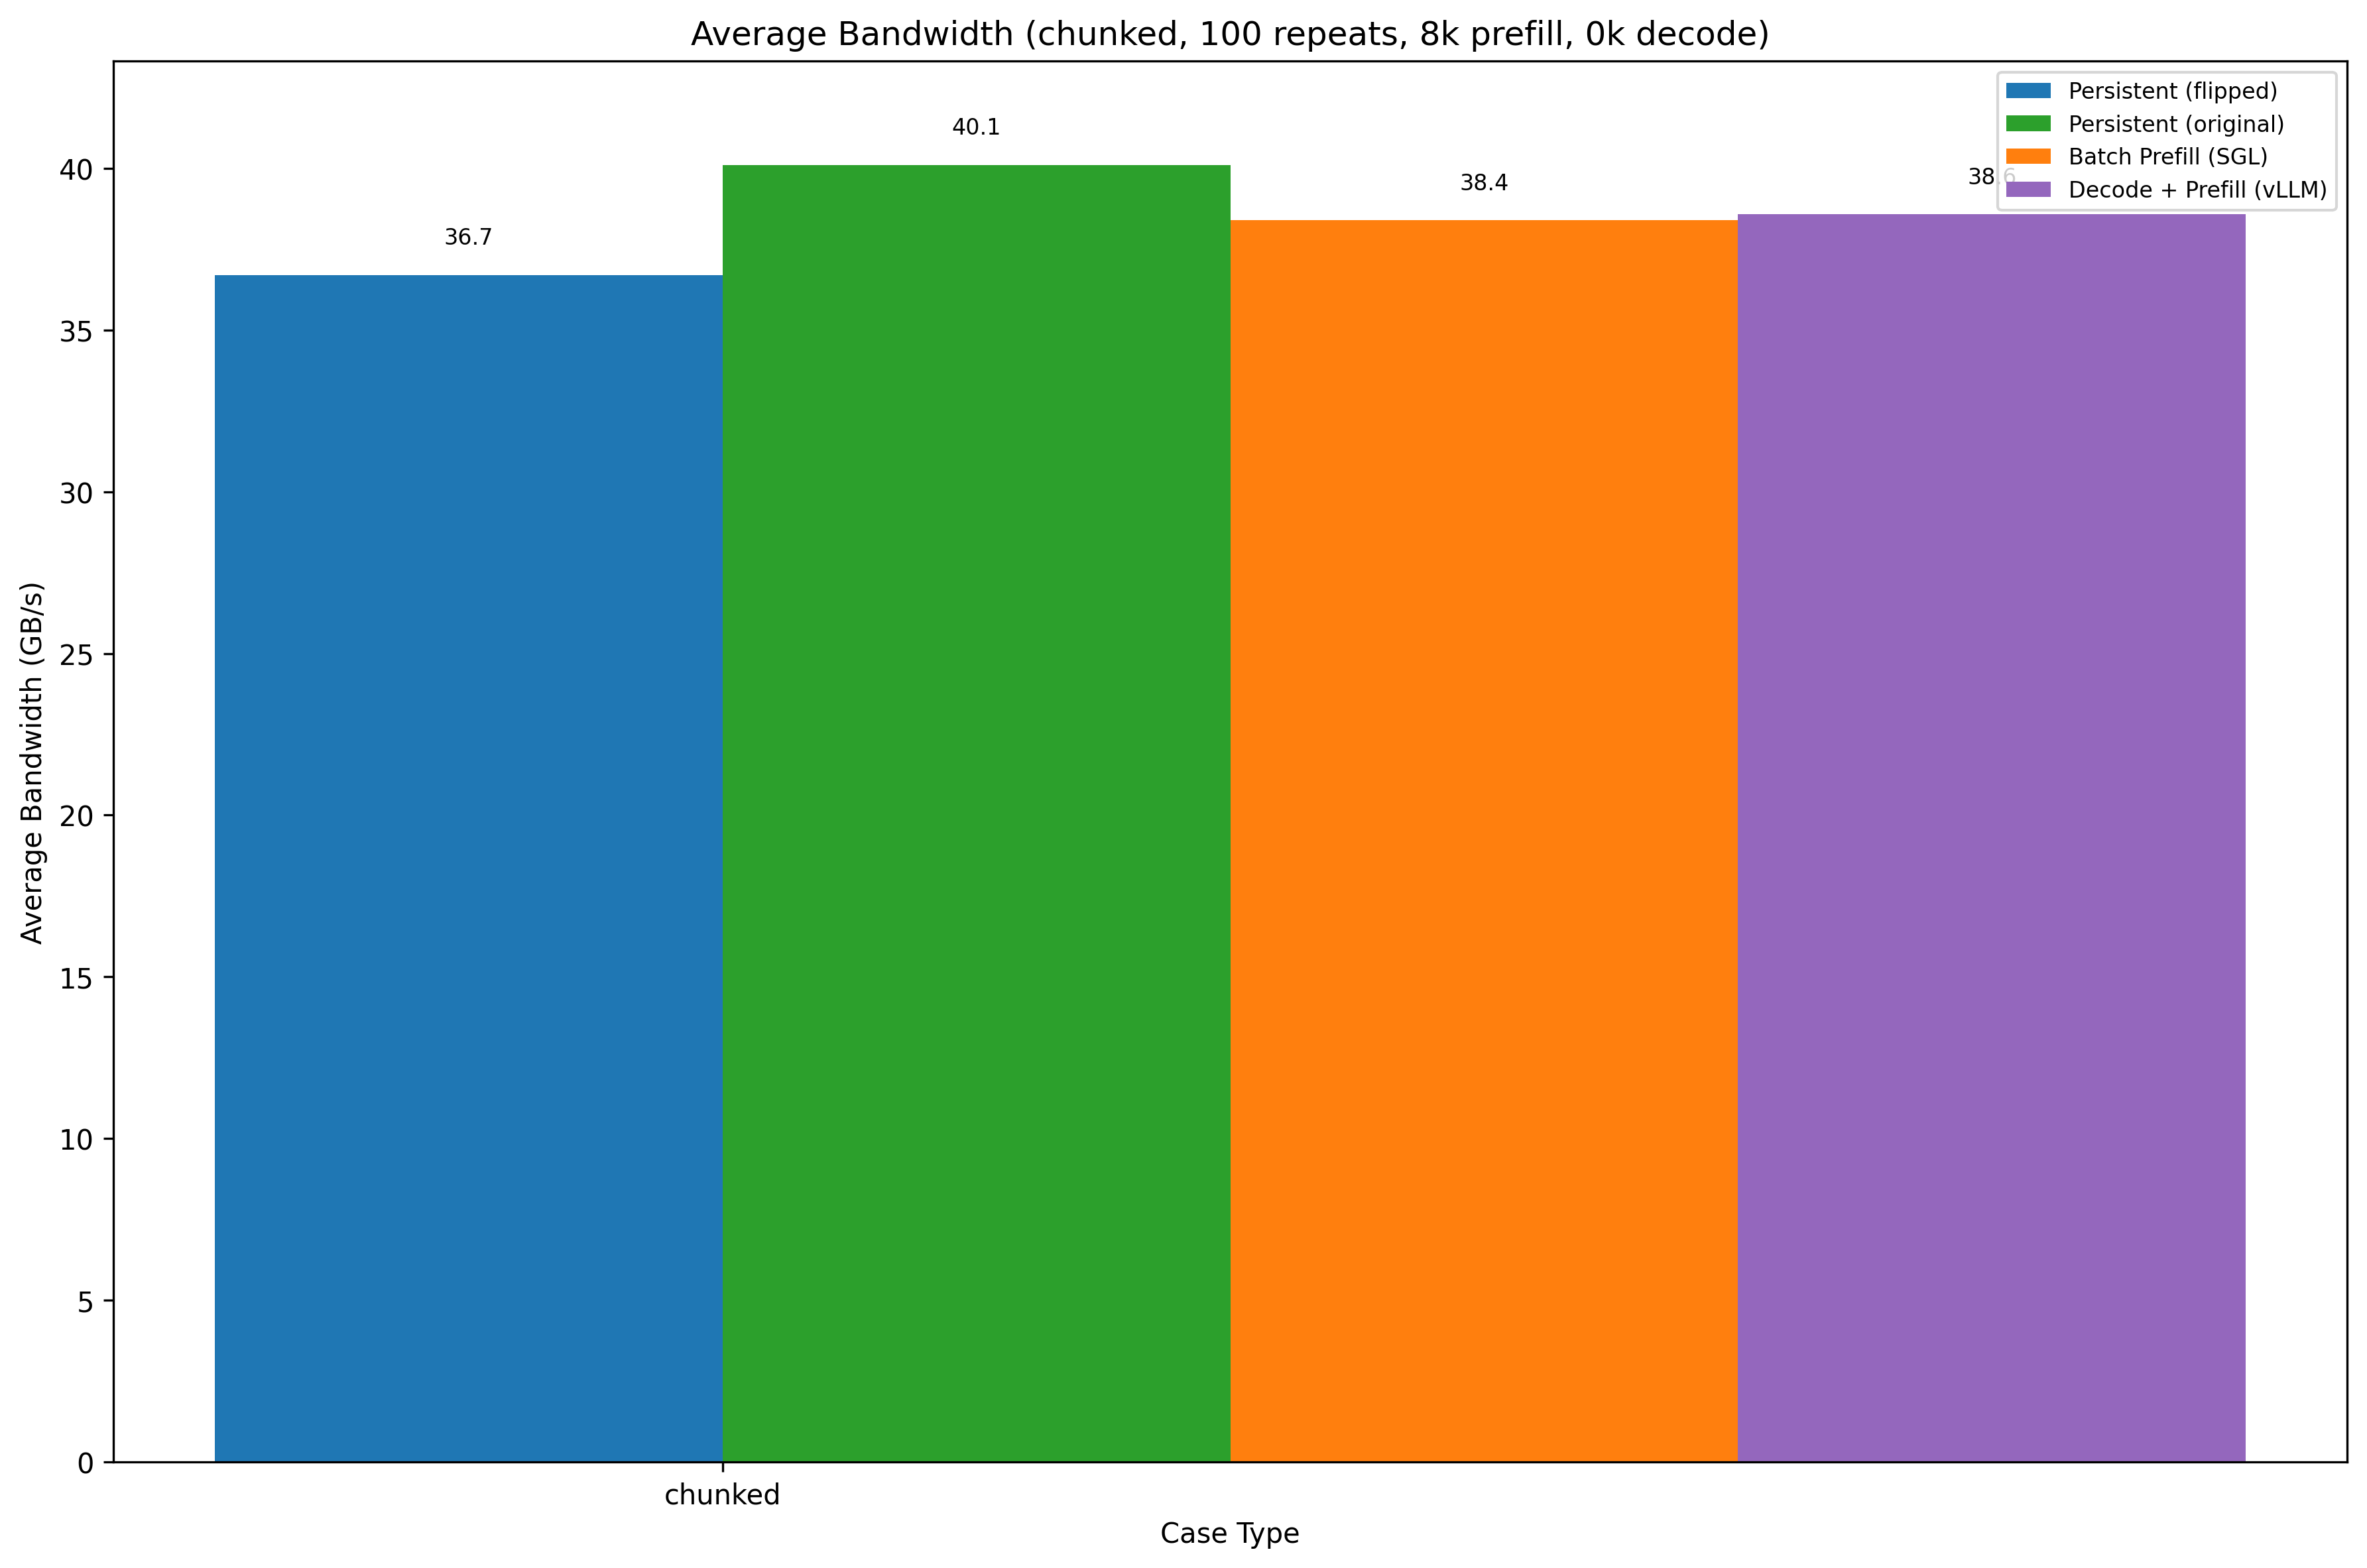 Average Bandwidth (chunked, 100 repeats, 8k prefill, 0k decode)
Persistent (flipped)
Persistent (original)
Batch Prefill (SGL)
Decode + Prefill (vLLM)
36.7
40.1
38.4
38.6
Average Bandwidth (GB/s)
40
35
30
25
20
15
10
5
0
chunked
Case Type